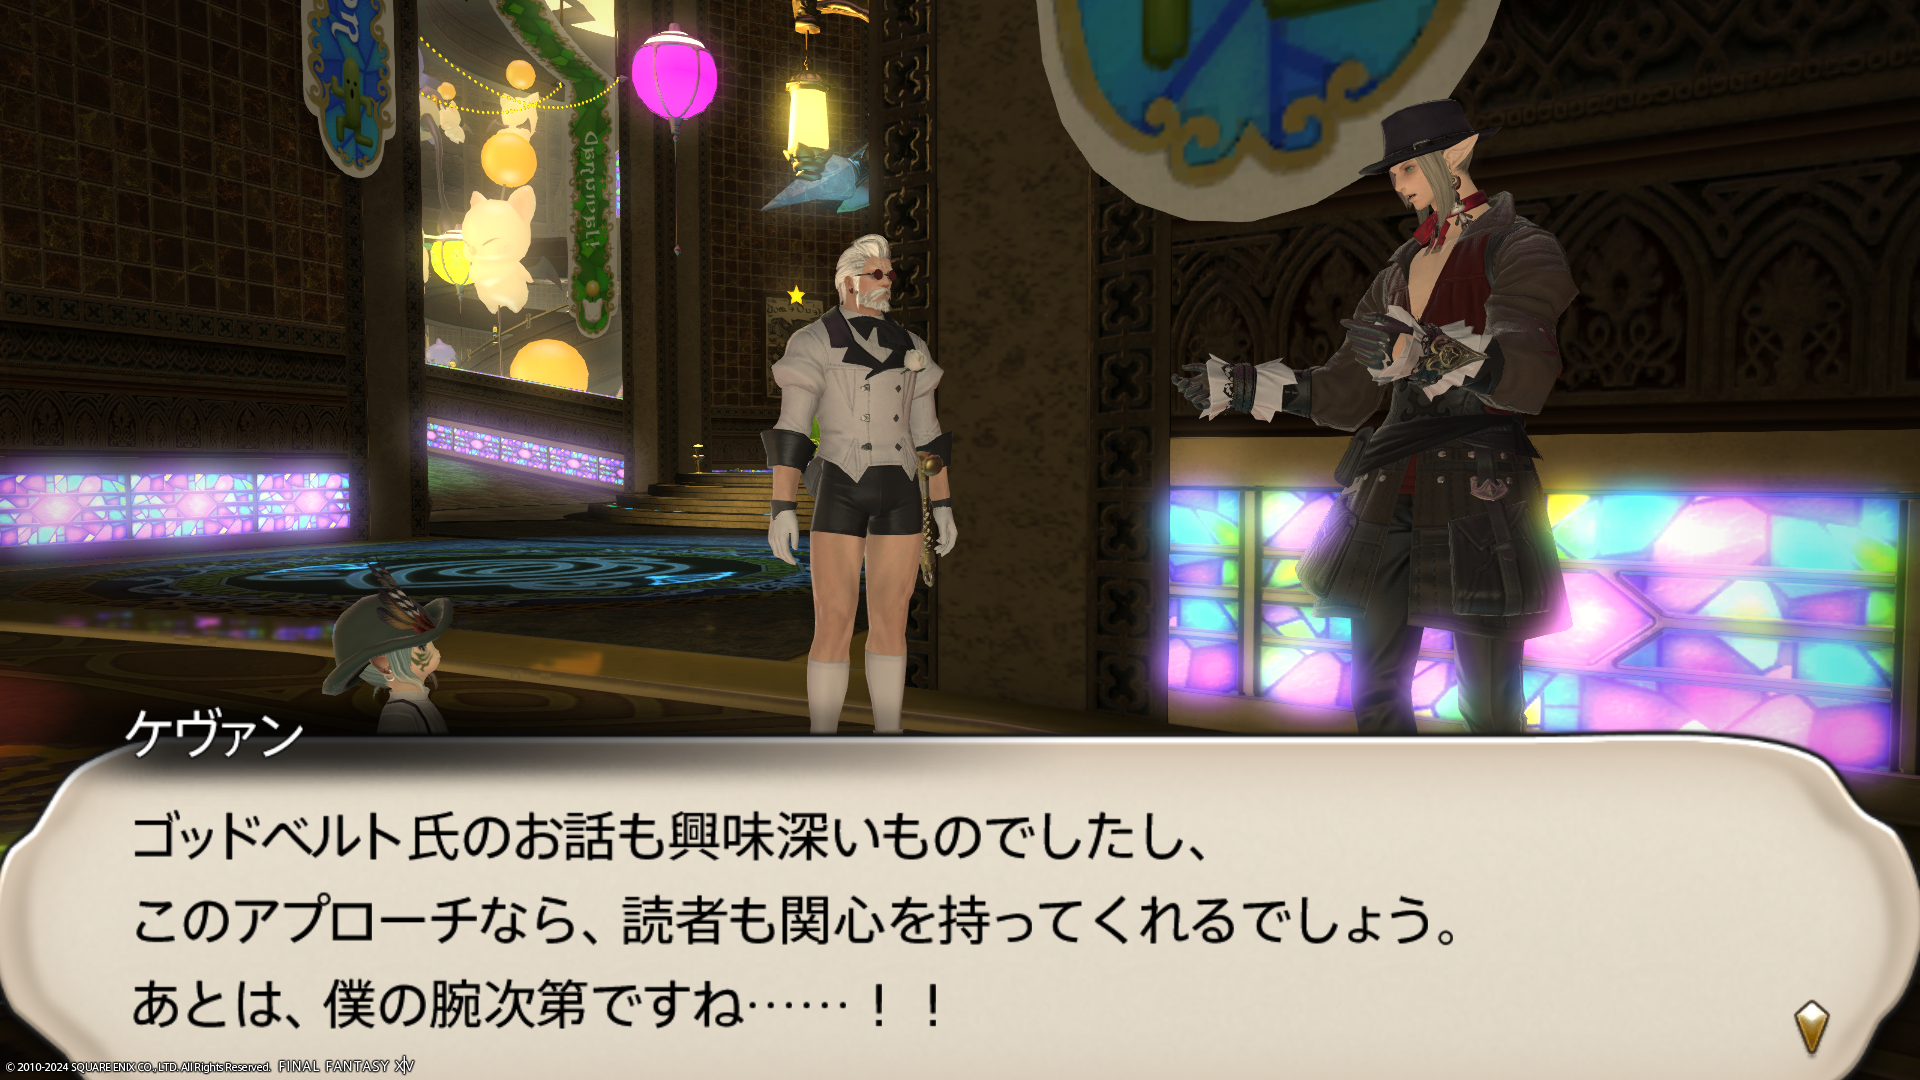 ケヴァン
ゴッドベルト氏のお話も興味深いものでしたし、
このアプローチなら、読者も関心を持ってくれるでしょう。
あとは、僕の腕次第ですね……！！
© 2010-2024 SQUARE ENIX CO., LTD. All Rights Reserved. FINAL FANTASY XIV